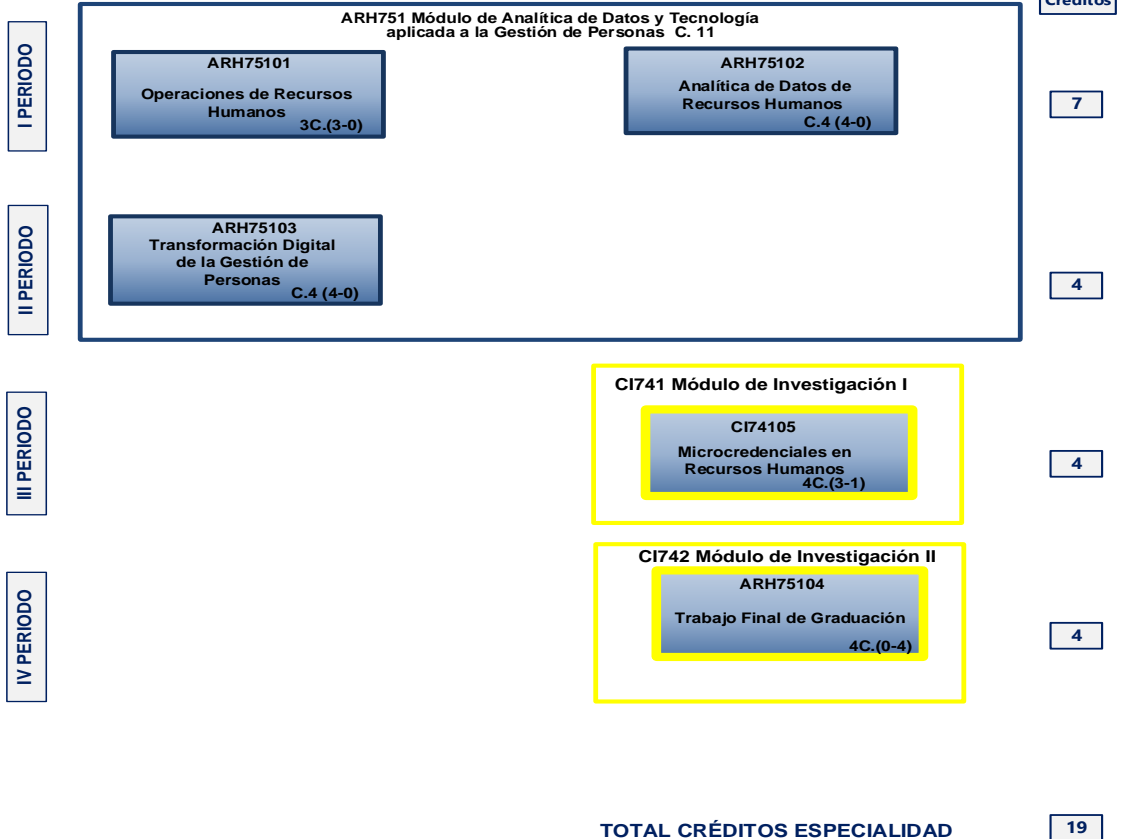 Créditos
ARH751 Módulo de Analítica de Datos y Tecnología
aplicada a la Gestión de Personas  C. 11
I PERIODO
ARH75101
Operaciones de Recursos
Humanos
3C.(3-0)
ARH75102
Analítica de Datos de
Recursos Humanos
C.4 (4-0)
7
II PERIODO
ARH75103
Transformación Digital
de la Gestión de
Personas
C.4 (4-0)
4
III PERIODO
CI741 Módulo de Investigación I
CI74105
Microcredenciales en
Recursos Humanos
4C.(3-1)
4
IV PERIODO
CI742 Módulo de Investigación II
ARH75104
Trabajo Final de Graduación
4C.(0-4)
4
TOTAL CRÉDITOS ESPECIALIDAD
19